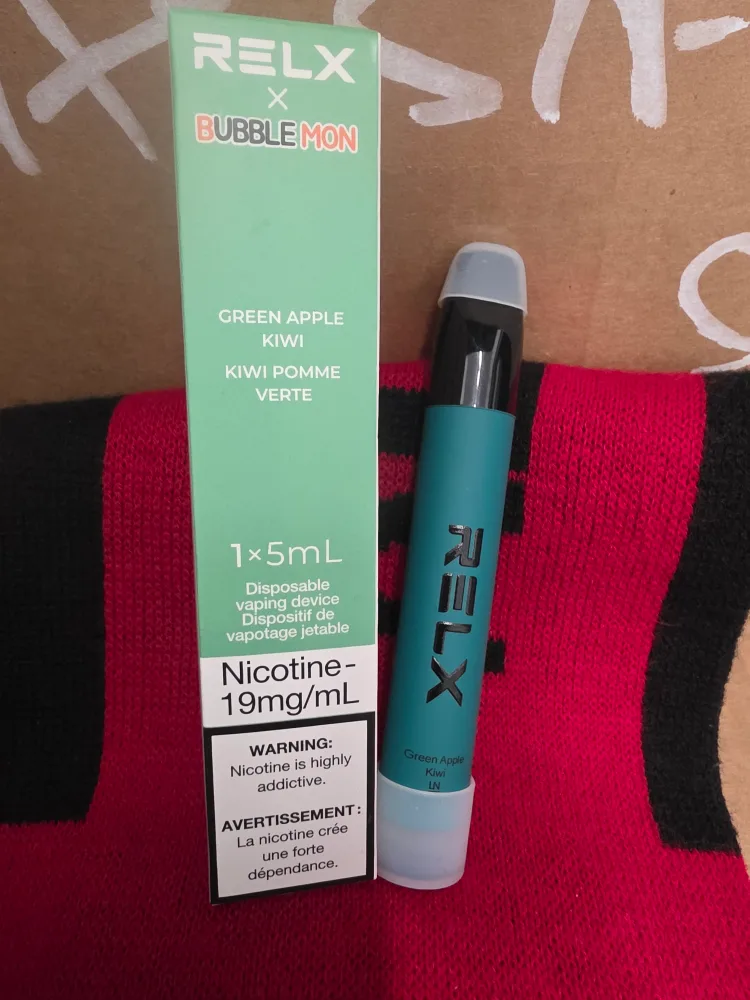 RELX
X
BUBBLE MON
GREEN APPLE
KIWI
KIWI POMME
VERTE
1×5mL
Disposable
vaping device
Dispositif de
vapotage jetable
Nicotine-
19mg/mL
WARNING:
Nicotine is highly
addictive.
AVERTISSEMENT:
La nicotine crée
une forte
dépendance.
RELX
Green Apple
Kiwi
LN